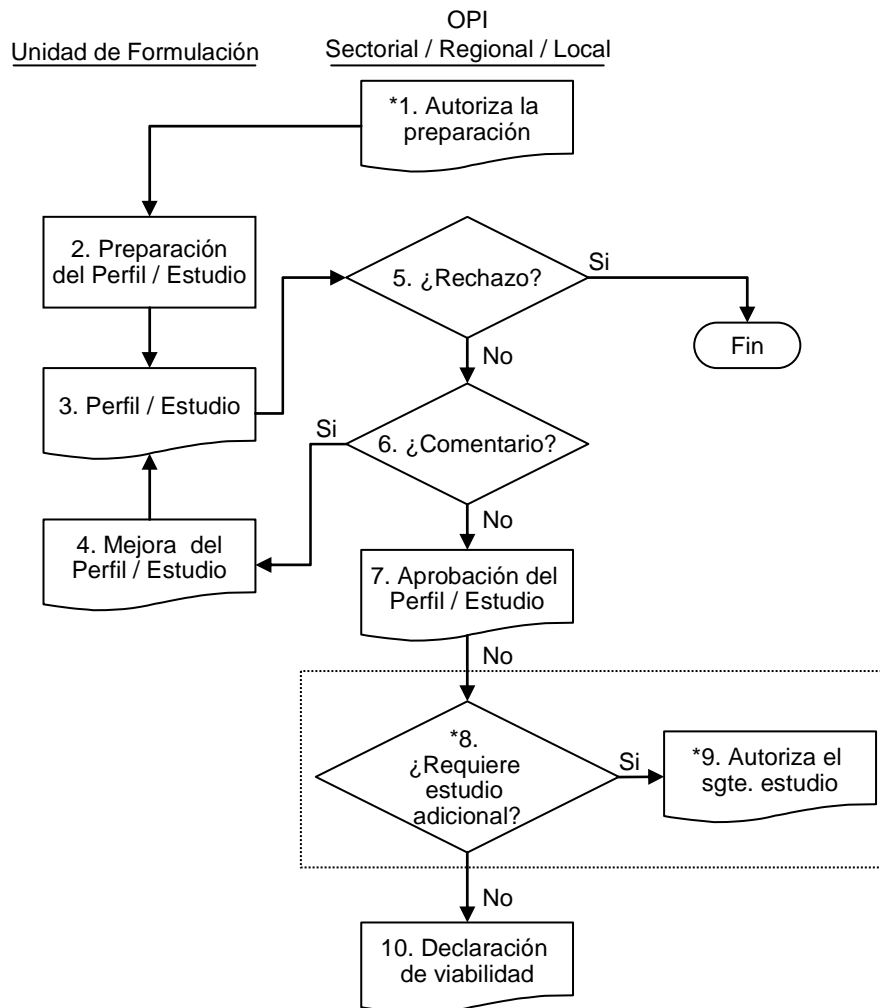 OPI
Unidad de Formulación
Sectorial / Regional / Local
*1. Autoriza la
preparación
2. Preparación
del Perfil / Estudio
5. ¿Rechazo?
Si
Fin
No
3. Perfil / Estudio
Si
6. ¿Comentario?
No
4. Mejora del
Perfil / Estudio
7. Aprobación del
Perfil / Estudio
No
*8.
¿Requiere
estudio
adicional?
Si
*9. Autoriza el
sgte. estudio
No
10. Declaración
de viabilidad